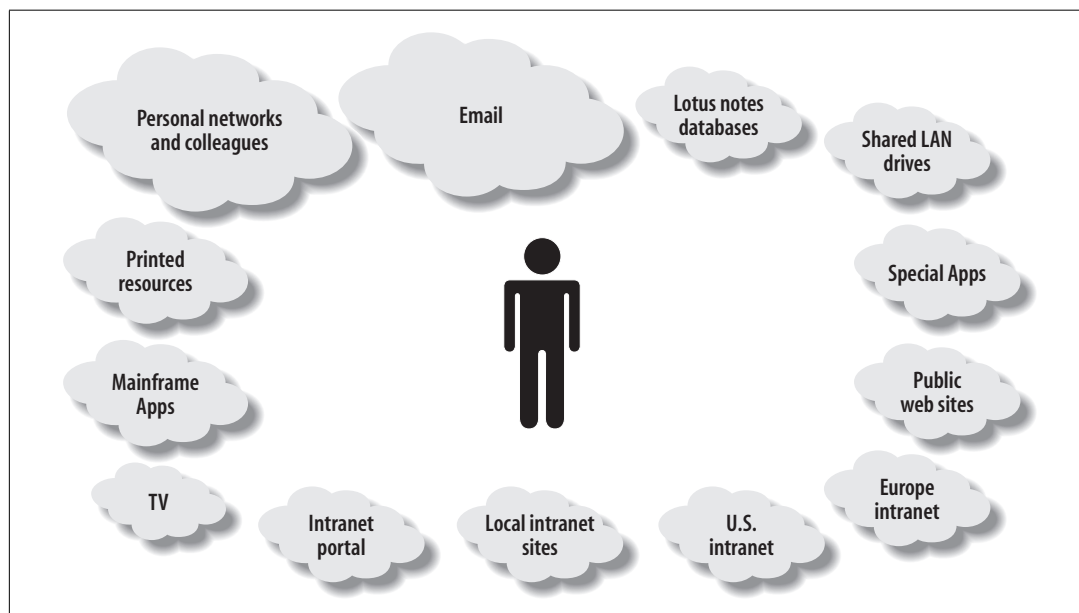 Personal networks
and colleagues
Email
Lotus notes
databases
Shared LAN
drives
Printed
resources
Special Apps
Mainframe
Apps
Public
web sites
TV
Intranet
portal
Local intranet
sites
U.S.
intranet
Europe
intranet